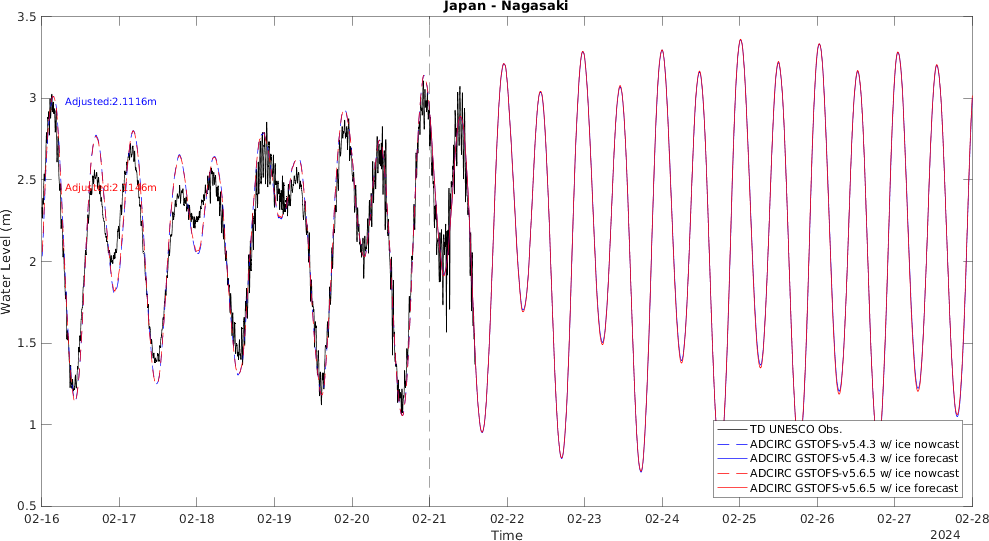 Japan - Nagasaki
3.5
3
2.5
2
1.5
1
0.5
Water Level (m)
Adjusted:2.1116m
Adjusted:2.1146m
TD UNESCO Obs.
ADCIRC GSTOFS-v5.4.3 w/ ice nowcast
ADCIRC GSTOFS-v5.4.3 w/ ice forecast
ADCIRC GSTOFS-v5.6.5 w/ ice nowcast
ADCIRC GSTOFS-v5.6.5 w/ ice forecast
02-16 02-17 02-18 02-19 02-20 02-21 02-22 02-23 02-24 02-25 02-26 02-27 02-28
Time
2024